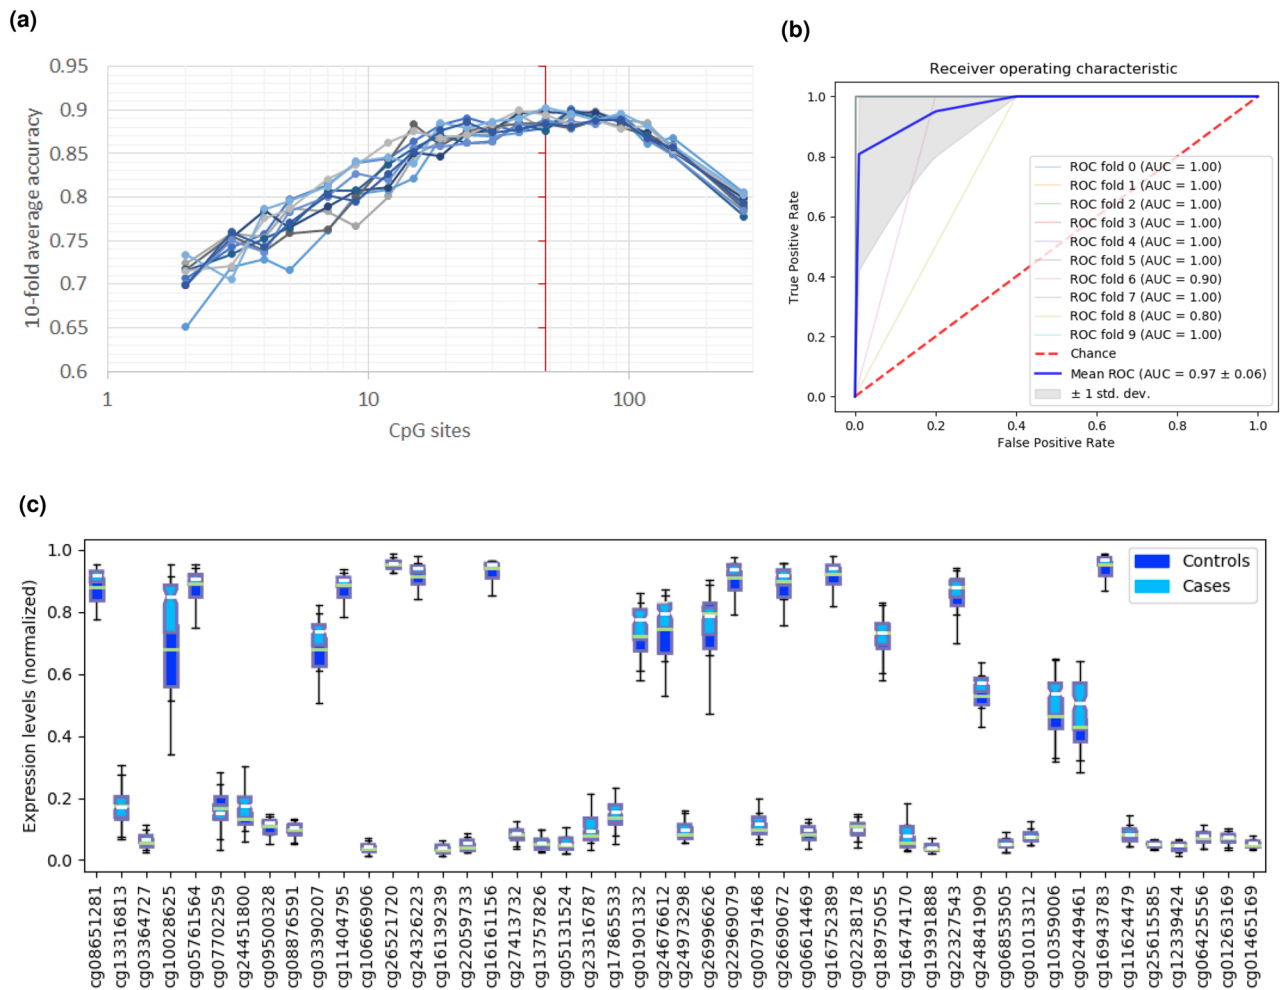 (a)
0.95
0.9
0.85
0.8
0.75
0.7
0.65
0.6
10-fold average accuracy
1
10
100
CpG sites
(b)
Receiver operating characteristic
1.0
0.8
0.6
0.4
0.2
0.0
True Positive Rate
ROC fold 0 (AUC = 1.00)
ROC fold 1 (AUC = 1.00)
ROC fold 2 (AUC = 1.00)
ROC fold 3 (AUC = 1.00)
ROC fold 4 (AUC = 1.00)
ROC fold 5 (AUC = 1.00)
ROC fold 6 (AUC = 0.90)
ROC fold 7 (AUC = 1.00)
ROC fold 8 (AUC = 0.80)
ROC fold 9 (AUC = 1.00)
Chance
Mean ROC (AUC = 0.97 ± 0.06)
± 1 std. dev.
0.0
0.2
0.4
0.6
0.8
1.0
False Positive Rate
(c)
1.0
0.8
0.6
0.4
0.2
0.0
Expression levels (normalized)
Controls
Cases
cg08651281
cg13316813
cg03364727
cg10028625
cg05761564
cg07702259
cg24451800
cg09500328
cg08876591
cg03390207
cg11404795
cg10666906
cg26521720
cg24326223
cg16139239
cg22059733
cg16161156
cg27413732
cg13757826
cg05131524
cg23316787
cg17865533
cg01901332
cg24676612
cg24973298
cg26996626
cg22969079
cg00791468
cg26690672
cg06614469
cg16752389
cg02238178
cg18975055
cg16474170
cg19391888
cg22327543
cg24841909
cg06853505
cg01013312
cg10359006
cg02449461
cg16943783
cg11624479
cg25615585
cg12339424
cg06425556
cg01263169
cg01465169